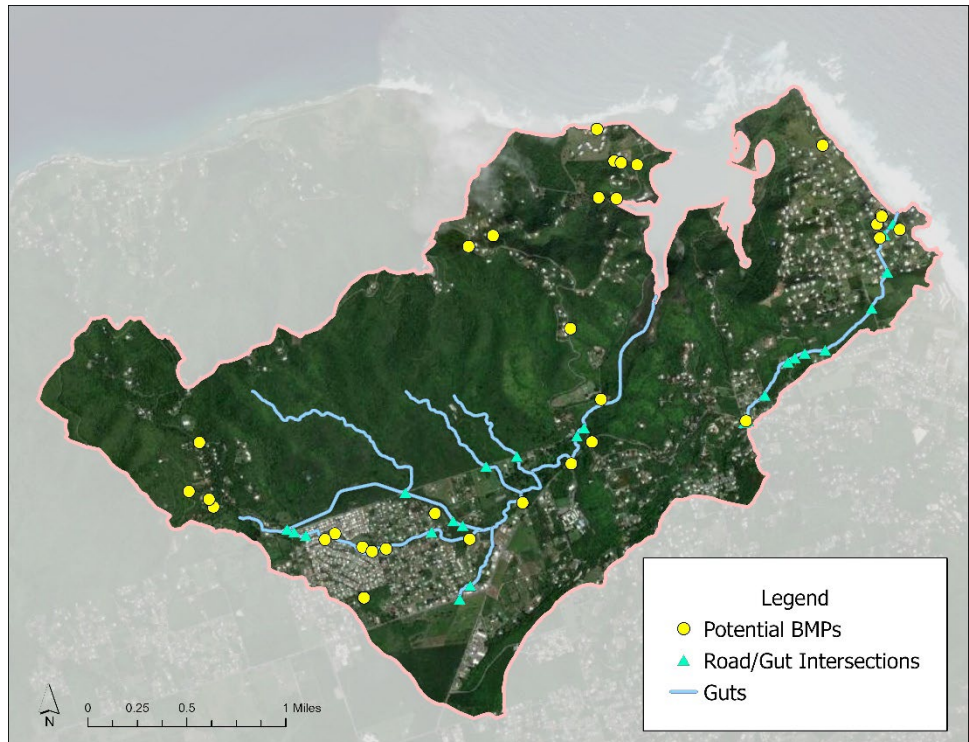 Legend
Potential BMPs
Road/Gut Intersections
Guts
N
0 0.25 0.5 1 Miles